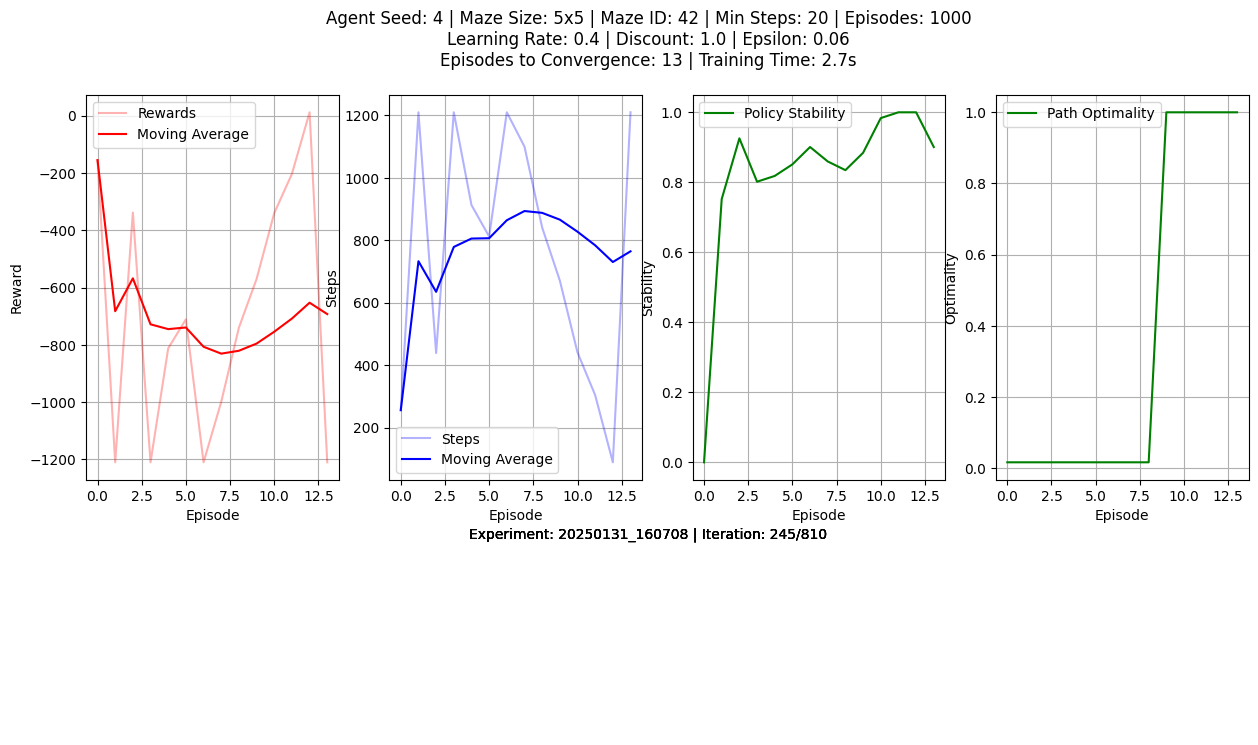 Agent Seed: 4 | Maze Size: 5x5 | Maze ID: 42 | Min Steps: 20 | Episodes: 1000
Learning Rate: 0.4 | Discount: 1.0 | Epsilon: 0.06
Episodes to Convergence: 13 | Training Time: 2.7s
Reward
0
−200
−400
−600
−800
−1000
−1200
Rewards
Moving Average
0.0 2.5 5.0 7.5 10.0 12.5
Episode
Steps
1200
1000
800
600
400
200
Steps
Moving Average
0.0 2.5 5.0 7.5 10.0 12.5
Episode
Stability
1.0
0.8
0.6
0.4
0.2
0.0
Policy Stability
0.0 2.5 5.0 7.5 10.0 12.5
Episode
Optimality
1.0
0.8
0.6
0.4
0.2
0.0
Path Optimality
0.0 2.5 5.0 7.5 10.0 12.5
Episode
Experiment: 20250131_160708 | Iteration: 245/810